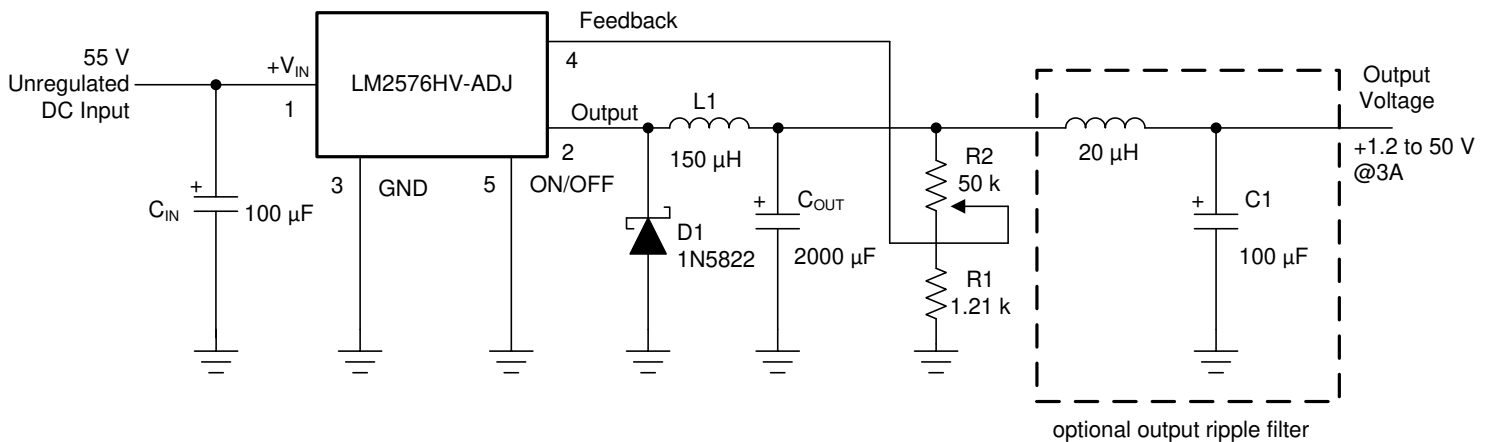 Feedback
4
55 V
Unregulated
DC Input
+VIN
1
LM2576HV-ADJ
Output
2
L1
150 µH
3
GND
5
ON/OFF
CIN
+
100 µF
D1
1N5822
+
COUT
2000 µF
R2
50 k
R1
1.21 k
20 µH
+
C1
100 µF
Output
Voltage
+1.2 to 50 V
@3A
optional output ripple filter